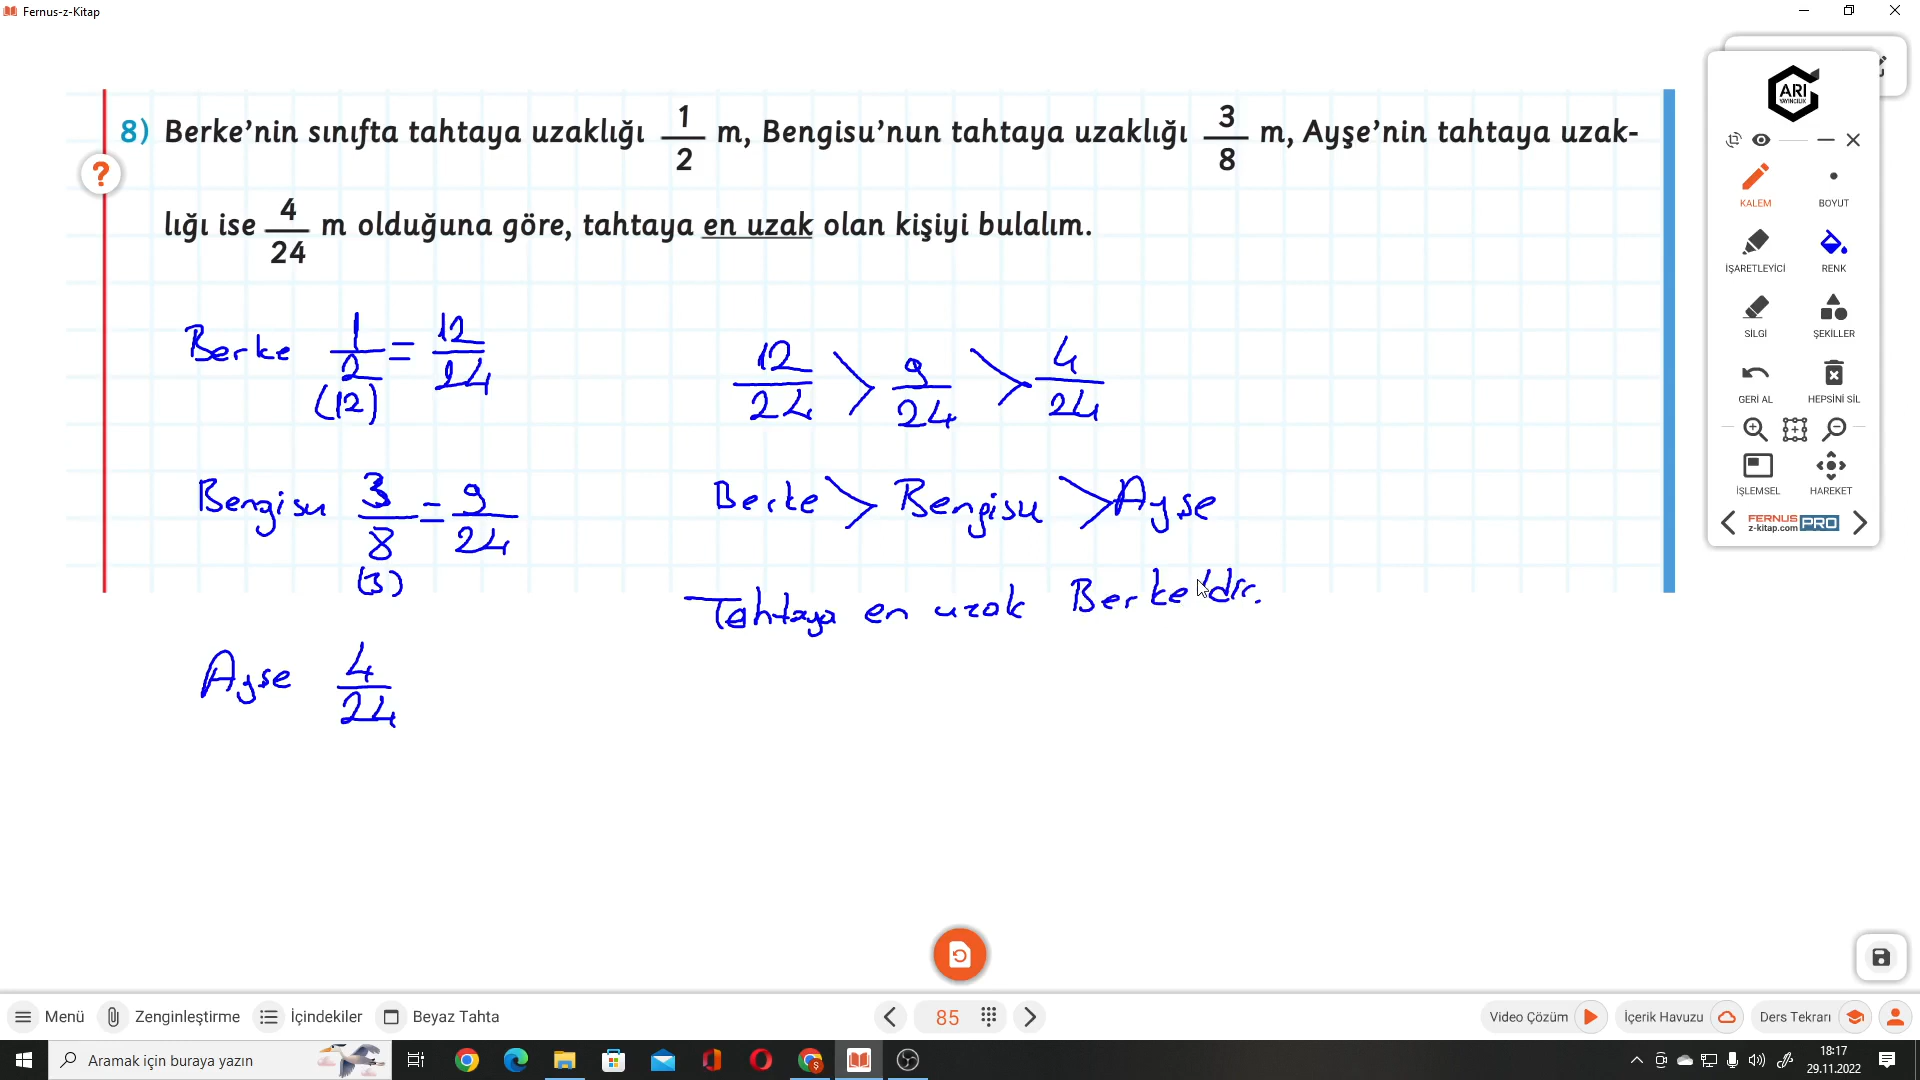 Fernus-z-Kitap
8) Berke'nin sınıfta tahtaya uzaklığı 1/2 m, Bengisu'nun tahtaya uzaklığı 3/8 m, Ayşe'nin tahtaya uzak-
?
lığı ise 4/24 m olduğuna göre, tahtaya en uzak olan kişiyi bulalım.
Berke 1/2 = 12/24
(12)
Bengisu 3/8 = 9/24
(3)
Ayşe 4/24
12/24 > 9/24 > 4/24
Berke > Bengisu > Ayşe
Tahtaya en uzak Berke'dir.
ARI
YAYINCILIK
KALEM
BOYUT
İŞARETLEYİCİ
RENK
SİLGİ
ŞEKİLLER
GERİ AL
HEPSİNİ SİL
İŞLEMSEL
HAREKET
FERNUS
z-kitap.com PRO
Menü
Zenginleştirme
İçindekiler
Beyaz Tahta
85
Video Çözüm
İçerik Havuzu
Ders Tekrarı
Aramak için buraya yazın
18:17
29.11.2022